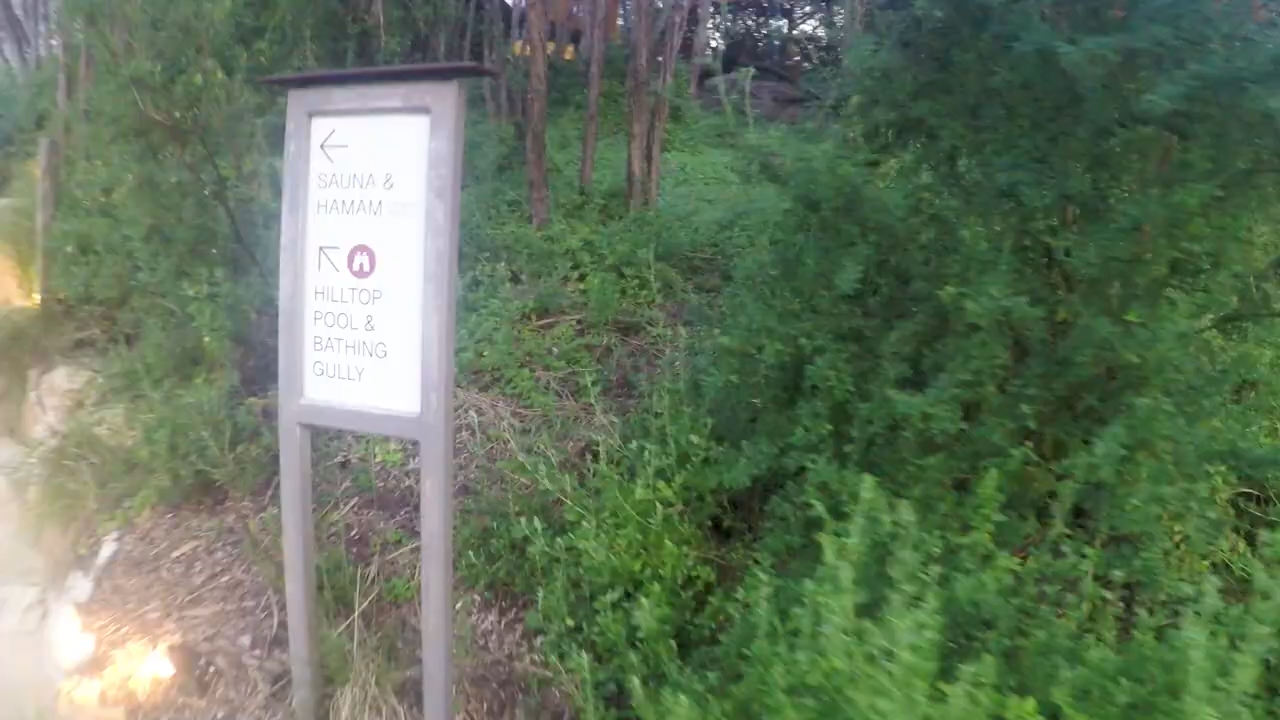 SAUNA &
HAMAM
HILLTOP
POOL &
BATHING
GULLY